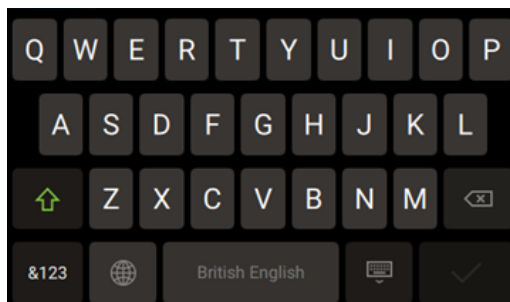 Q W E R T Y U I O P
A S D F G H J K L
Z X C V B N M
&123 British English